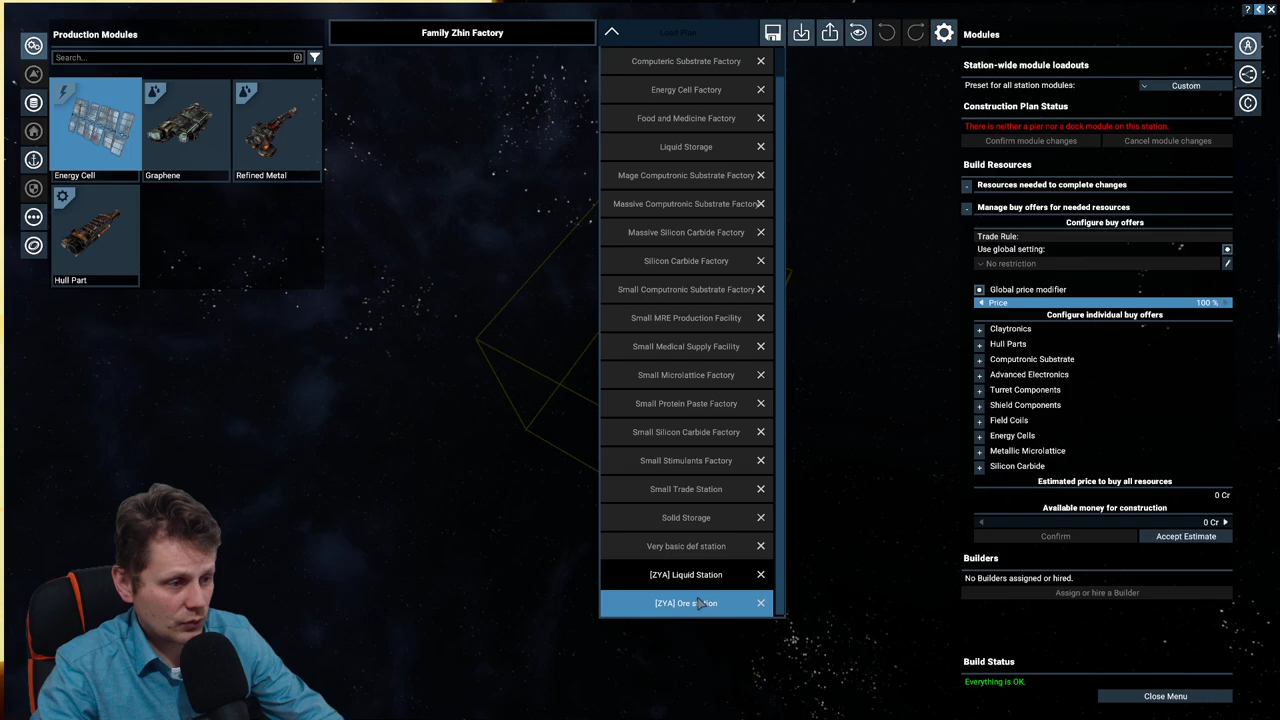 Production Modules
Search...
Energy Cell
Graphene
Refined Metal
Hull Part
Family Zhin Factory
Load Plan
Computeric Substrate Factory
Energy Cell Factory
Food and Medicine Factory
Liquid Storage
Mage Computronic Substrate Factory
Massive Computronic Substrate Factory
Massive Silicon Carbide Factory
Silicon Carbide Factory
Small Computronic Substrate Factory
Small MRE Production Facility
Small Medical Supply Facility
Small Microlattice Factory
Small Protein Paste Factory
Small Silicon Carbide Factory
Small Stimulants Factory
Small Trade Station
Solid Storage
Very basic def station
[ZYA] Liquid Station
[ZYA] Ore station
Modules
Station-wide module loadouts
Preset for all station modules:
Custom
Construction Plan Status
There is neither a pier nor a dock module on this station.
Confirm module changes
Cancel module changes
Build Resources
Resources needed to complete changes
Manage buy offers for needed resources
Configure buy offers
Trade Rule:
Use global setting:
No restriction
Global price modifier
Price 100 %
Configure individual buy offers
Claytronics
Hull Parts
Computronic Substrate
Advanced Electronics
Turret Components
Shield Components
Field Coils
Energy Cells
Metallic Microlattice
Silicon Carbide
Estimated price to buy all resources
0 Cr
Available money for construction
0 Cr
Confirm
Accept Estimate
Builders
No Builders assigned or hired.
Assign or hire a Builder
Build Status
Everything is OK.
Close Menu